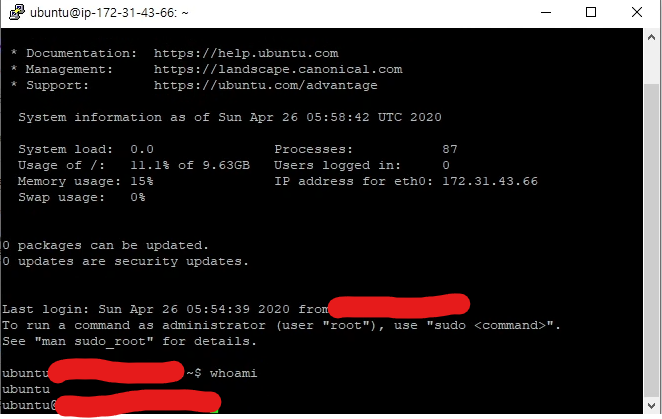 ubuntu@ip-172-31-43-66: ~
* Documentation:  https://help.ubuntu.com
* Management:     https://landscape.canonical.com
* Support:        https://ubuntu.com/advantage
System information as of Sun Apr 26 05:58:42 UTC 2020
System load:  0.0               Processes:           87
Usage of /:   11.1% of 9.63GB   Users logged in:     0
Memory usage: 15%               IP address for eth0: 172.31.43.66
Swap usage:   0%
0 packages can be updated.
0 updates are security updates.
Last login: Sun Apr 26 05:54:39 2020 from
To run a command as administrator (user "root"), use "sudo <command>".
See "man sudo_root" for details.
ubuntu ~$ whoami
ubuntu
ubuntu@